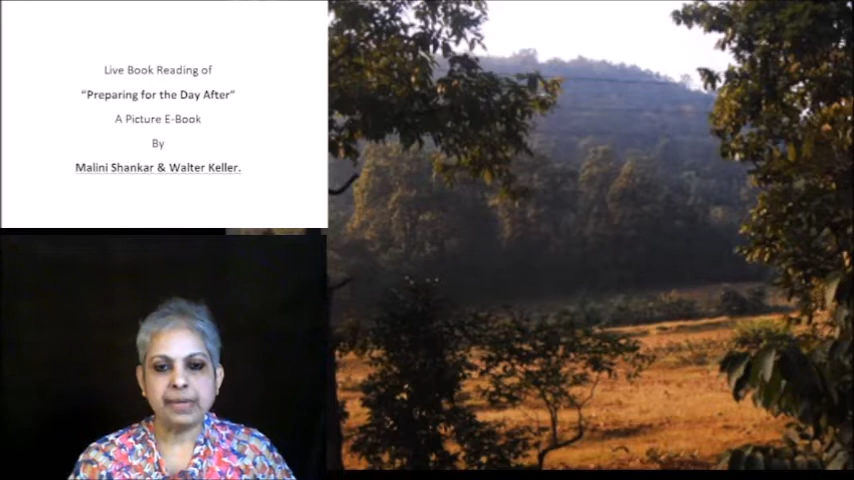 Live Book Reading of
“Preparing for the Day After”
A Picture E-Book
By
Malini Shankar & Walter Keller.